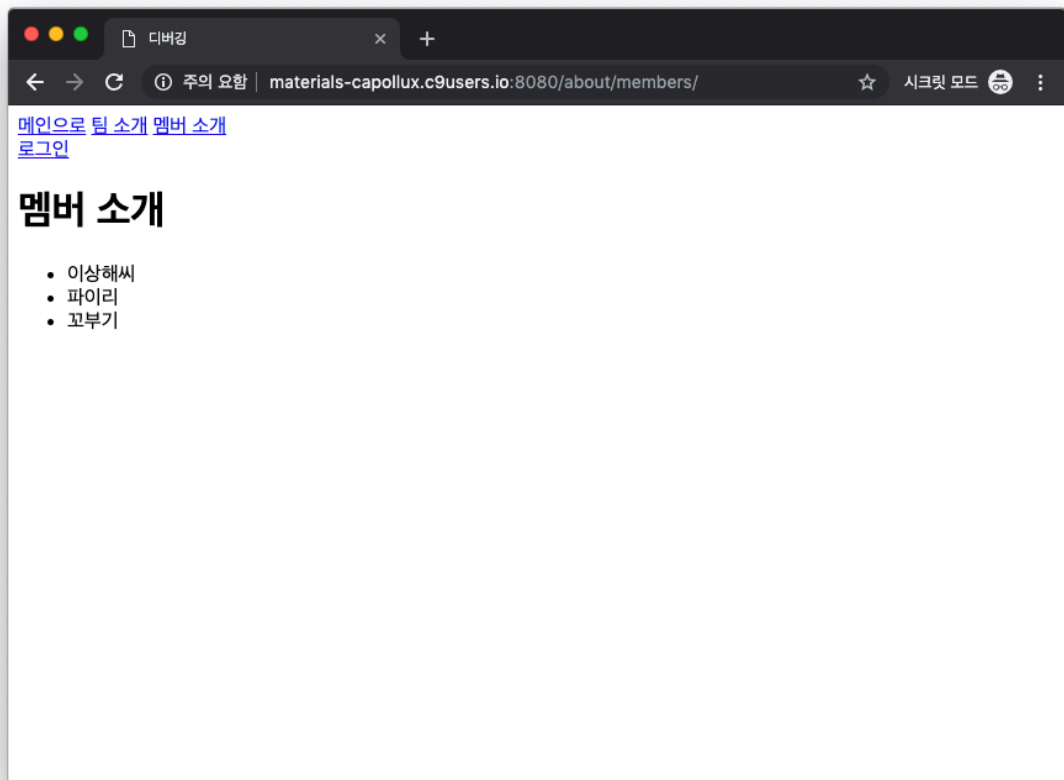 디버깅
주의 요함 materials-capollux.c9users.io:8080/about/members/ 시크릿 모드
메인으로 팀 소개 멤버 소개
로그인
멤버 소개
이상해씨
파이리
꼬부기